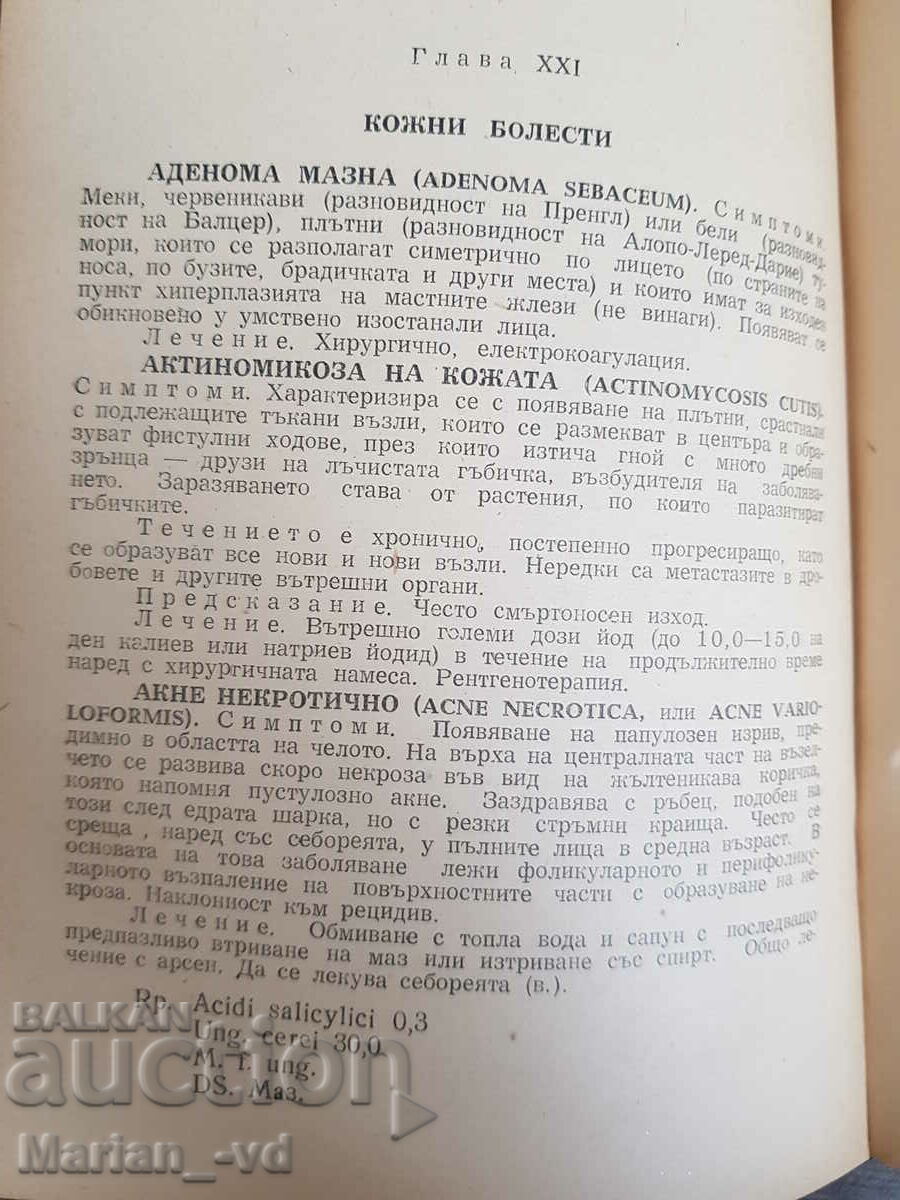 Глава XXI
КОЖНИ БОЛЕСТИ
АДЕНОМА МАЗНА (ADENOMA SEBACEUM). Симптоми.
Меки, червеникави (разновидност на Пренгл) или бели (разновид-
ност на Балцер), плътни (разновидност на Алопо-Леред-Дарие) ту-
мори, които се разполагат симетрично по лицето (по страните на
носа, по бузите, брадичката и други места) и които имат за изходен
пункт хиперплазията на мастните жлези (не винаги). Появяват се
обикновено у умствено изостанали лица.
Лечение. Хирургично, електрокоагулация.
АКТИНОМИКОЗА НА КОЖАТА (ACTINOMYCOSIS CUTIS).
Симптоми. Характеризира се с появяване на плътни, срастнали
с подлежащите тъкани възли, които се размекват в центъра и обра-
зуват фистулни ходове, през които изтича гной с много дребни
зрънца — друзи на лъчистата гъбичка, възбудителя на заболява-
нето. Заразяването става от растения, по които паразитират
гъбичките.
Течението е хронично, постепенно прогресиращо, като
се образуват все нови и нови възли. Нередки са метастазите в дро-
бовете и другите вътрешни органи.
Предсказание. Често смъртоносен изход.
Лечение. Вътрешно големи дози йод (до 10,0—15,0 на
ден калиев или натриев йодид) в течение на продължително време
наред с хирургичната намеса. Рентгенотерапия.
АКНЕ НЕКРОТИЧНО (ACNE NECROTICA, или ACNE VARIO-
LOFORMIS). Симптоми. Появяване на папулозен изрив, пре-
димно в областта на челото. На върха на централната част на възел-
чето се развива скоро некроза във вид на жълтеникава коричка,
която напомня пустулозно акне. Заздравява с ръбец, подобен на
този след едрата шарка, но с резки стръмни краища. Често се
среща , наред със себореята, у пълните лица в средна възраст. В
основата на това заболяване лежи фоликуларното и перифолику-
ларното възпаление на повърхностните части с образуване на не-
кроза. Наклонност към рецидив.
Лечение. Обмиване с топла вода и сапун с последващо
предпазливо втриване на маз или изтриване със спирт. Общо ле-
чение с арсен. Да се лекува себореята (в.).
Rp. Acidi salicylici 0,3
Ung. cerei 30,0
M. f. ung.
DS. Маз.
BALKAN
auction
Marian_-vd